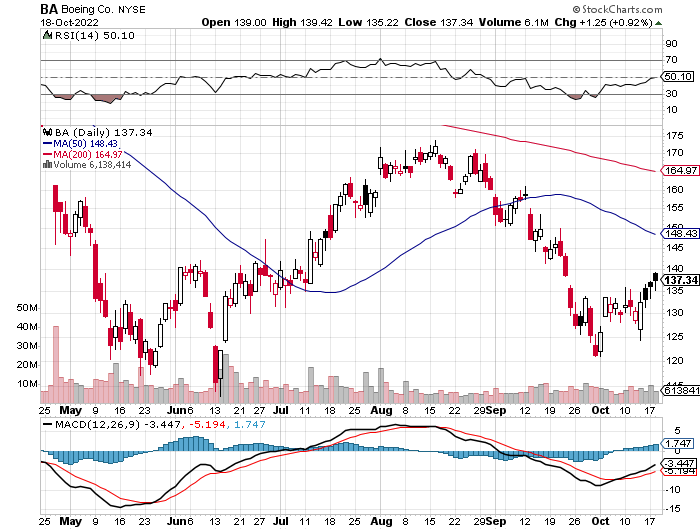 BA Boeing Co. NYSE © StockCharts.com
18-Oct-2022 Open 139.00 High 139.42 Low 135.22 Close 137.34 Volume 6.1M Chg +1.25 (+0.92%)
RSI(14) 50.10
90
70
50.10
30
10
BA (Daily) 137.34
MA(50) 148.43
MA(200) 164.97
Volume 6,138,414
175
170
164.97
160
155
150
148.43
145
140
137.34
135
130
125
120
115
6138414
50M
40M
30M
20M
10M
25 May 9 16 23 Jun 6 13 21 27 Jul 11 18 25 Aug 8 15 22 29 Sep 12 19 26 Oct 10 17
MACD(12,26,9) -3.447, -5.194, 1.747
5
1.747
-3.447
-5.194
-10
-15
25 May 9 16 23 Jun 6 13 21 27 Jul 11 18 25 Aug 8 15 22 29 Sep 12 19 26 Oct 10 17